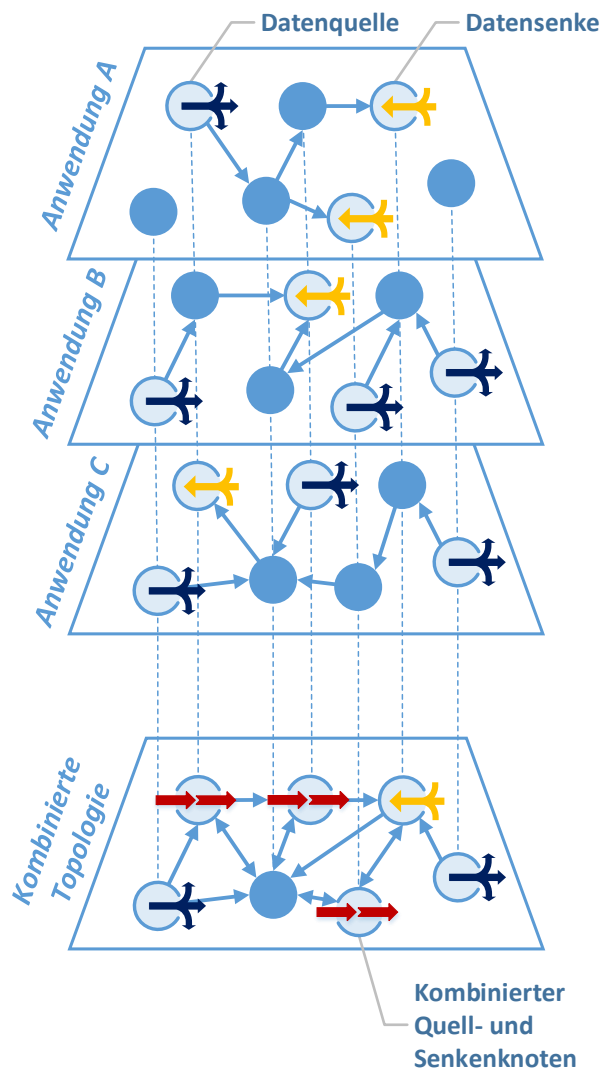 Datenquelle
Datensenke
Anwendung A
Anwendung B
Anwendung C
Kombinierte
Topologie
Kombinierter
Quell- und
Senkenknoten